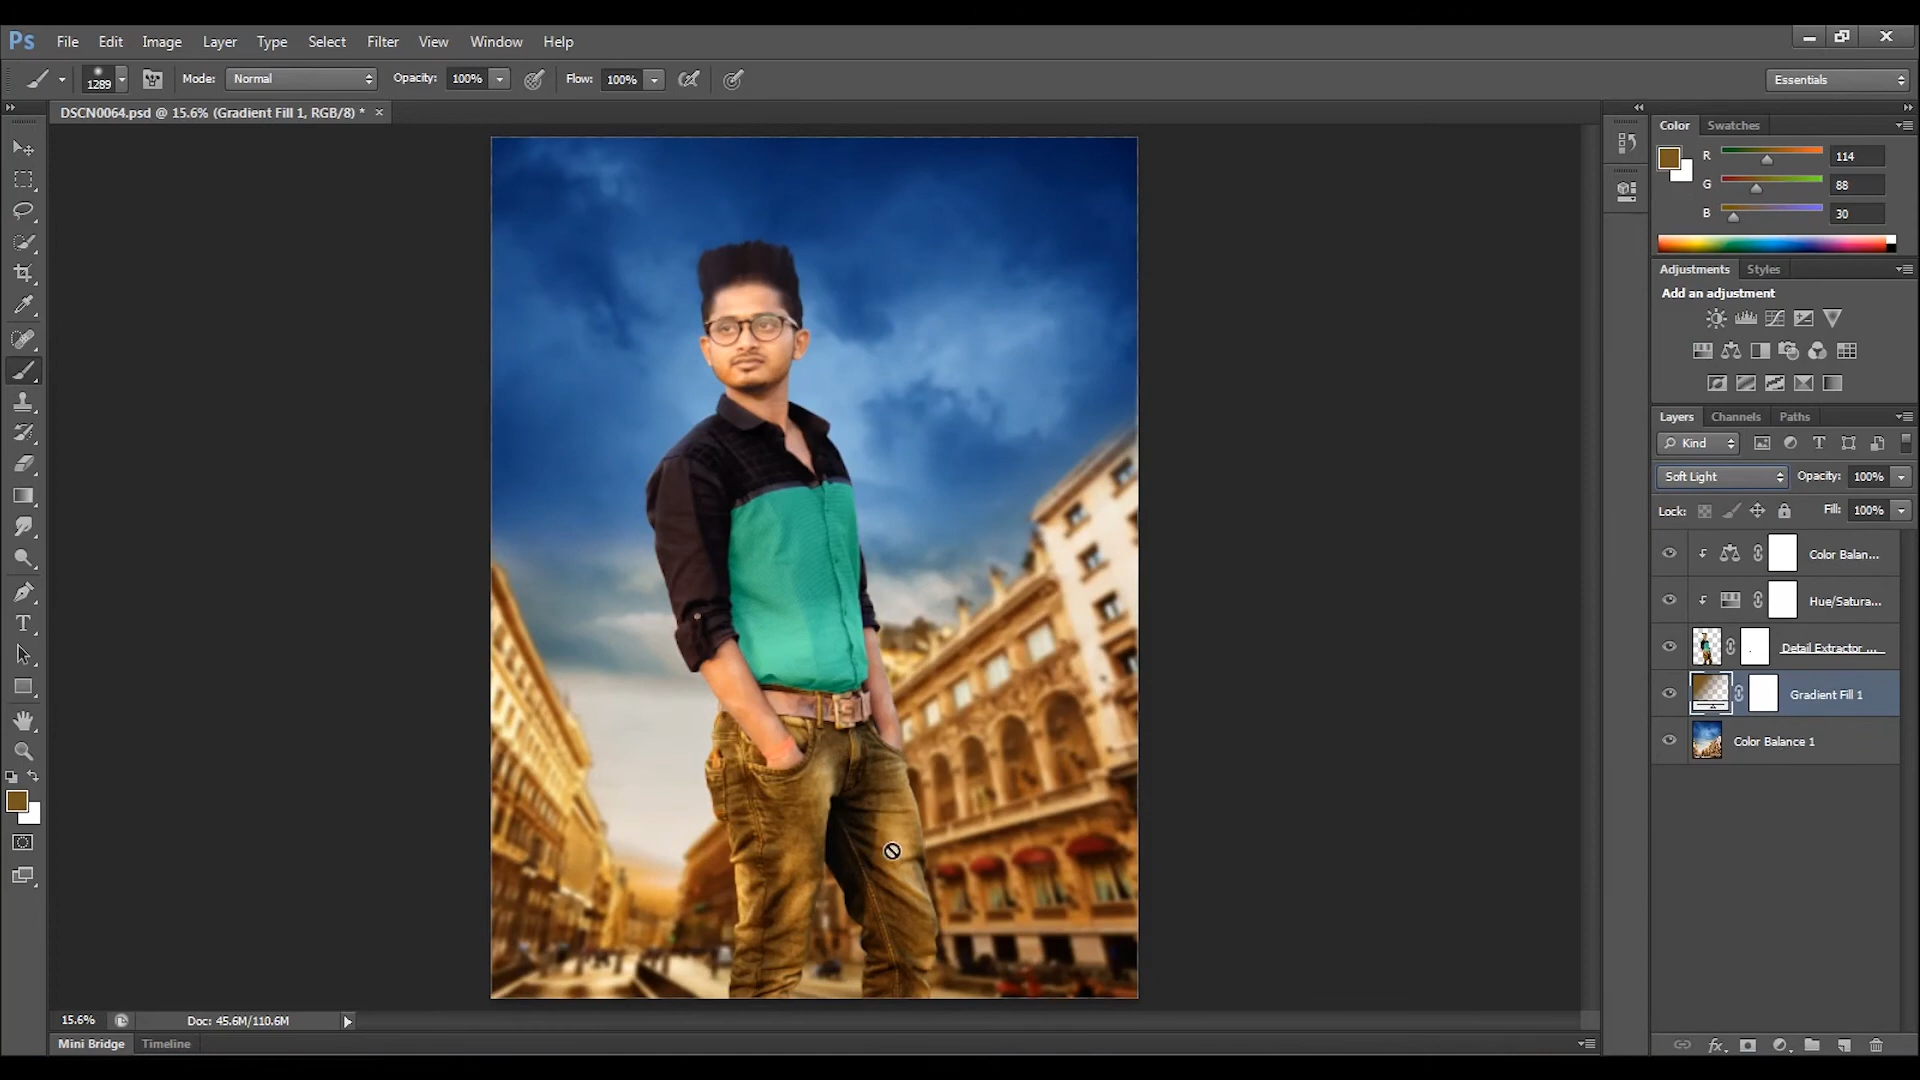 Ps File Edit Image Layer Type Select Filter View Window Help
1289 Mode: Normal Opacity: 100% Flow: 100% Essentials
DSCN0064.psd @ 15.6% (Gradient Fill 1, RGB/8) * ×
Color Swatches
R 114
G 88
B 30
Adjustments Styles
Add an adjustment
Layers Channels Paths
Kind
Soft Light Opacity: 100%
Lock: Fill: 100%
Color Balan...
Hue/Satura...
Detail Extractor ...
Gradient Fill 1
Color Balance 1
15.6% Doc: 45.6M/110.6M
Mini Bridge Timeline
fx